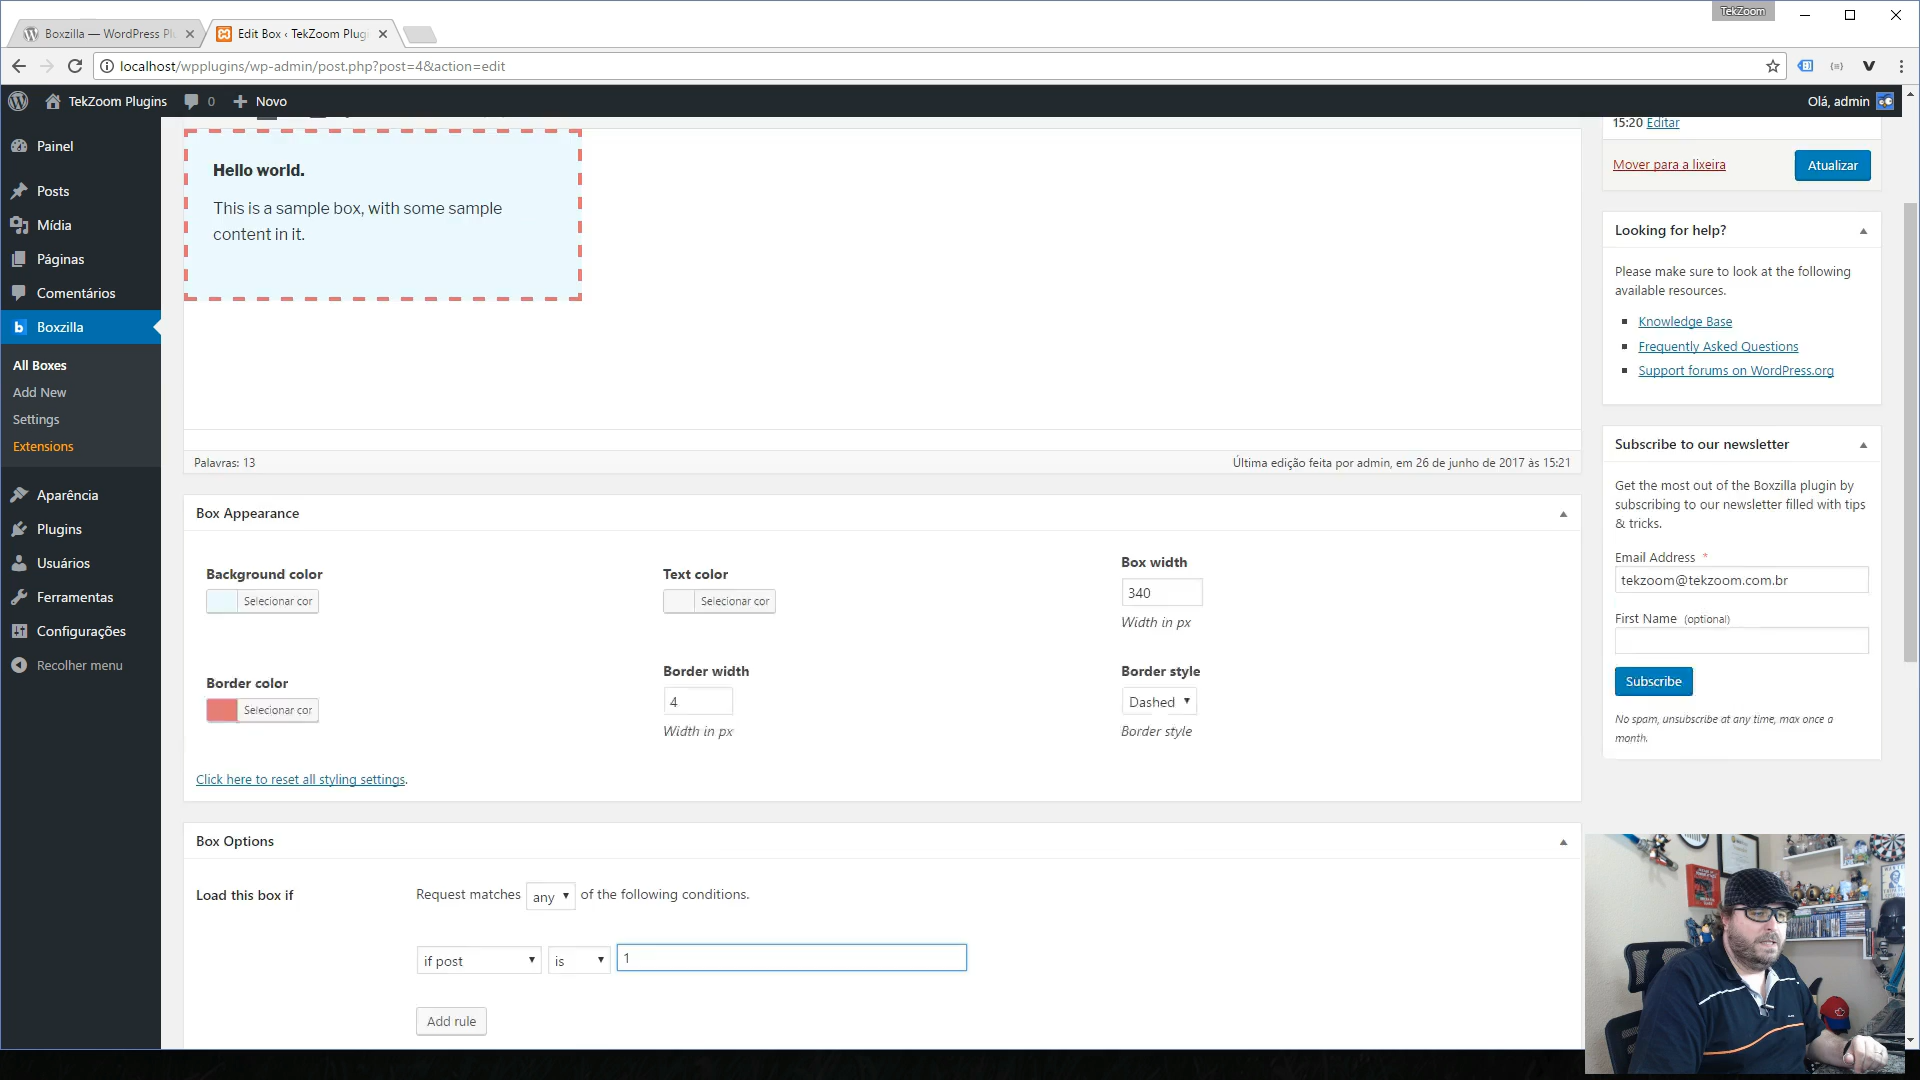 TekZoom
Boxzilla — WordPress Pl
Edit Box ‹ TekZoom Plug
localhost/wpplugins/wp-admin/post.php?post=4&action=edit
TekZoom Plugins
0
Novo
Olá, admin
Painel
Posts
Mídia
Páginas
Comentários
Boxzilla
All Boxes
Add New
Settings
Extensions
Aparência
Plugins
Usuários
Ferramentas
Configurações
Recolher menu
Hello world.
This is a sample box, with some sample
content in it.
Palavras: 13
Última edição feita por admin, em 26 de junho de 2017 às 15:21
Box Appearance
Background color
Selecionar cor
Text color
Selecionar cor
Box width
340
Width in px
Border color
Selecionar cor
Border width
4
Width in px
Border style
Dashed
Border style
Click here to reset all styling settings.
Box Options
Load this box if
Request matches any of the following conditions.
if post
is
1
Add rule
15:20 Editar
Mover para a lixeira
Atualizar
Looking for help?
Please make sure to look at the following
available resources.
Knowledge Base
Frequently Asked Questions
Support forums on WordPress.org
Subscribe to our newsletter
Get the most out of the Boxzilla plugin by
subscribing to our newsletter filled with tips
& tricks.
Email Address *
tekzoom@tekzoom.com.br
First Name (optional)
Subscribe
No spam, unsubscribe at any time, max once a
month.